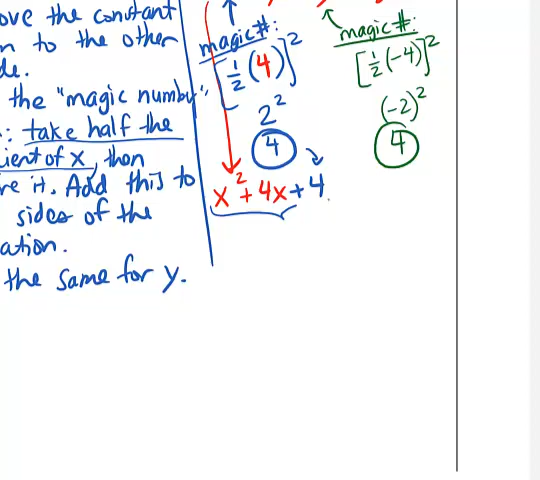 ove the constant
n to the other
de.
the "magic number"
: take half the
ient of x, then
re it. Add this to
sides of the
ation.
the same for y.
magic #:
[½(4)]²
2²
4
x² + 4x + 4
magic #:
[½(-4)]²
(-2)²
4